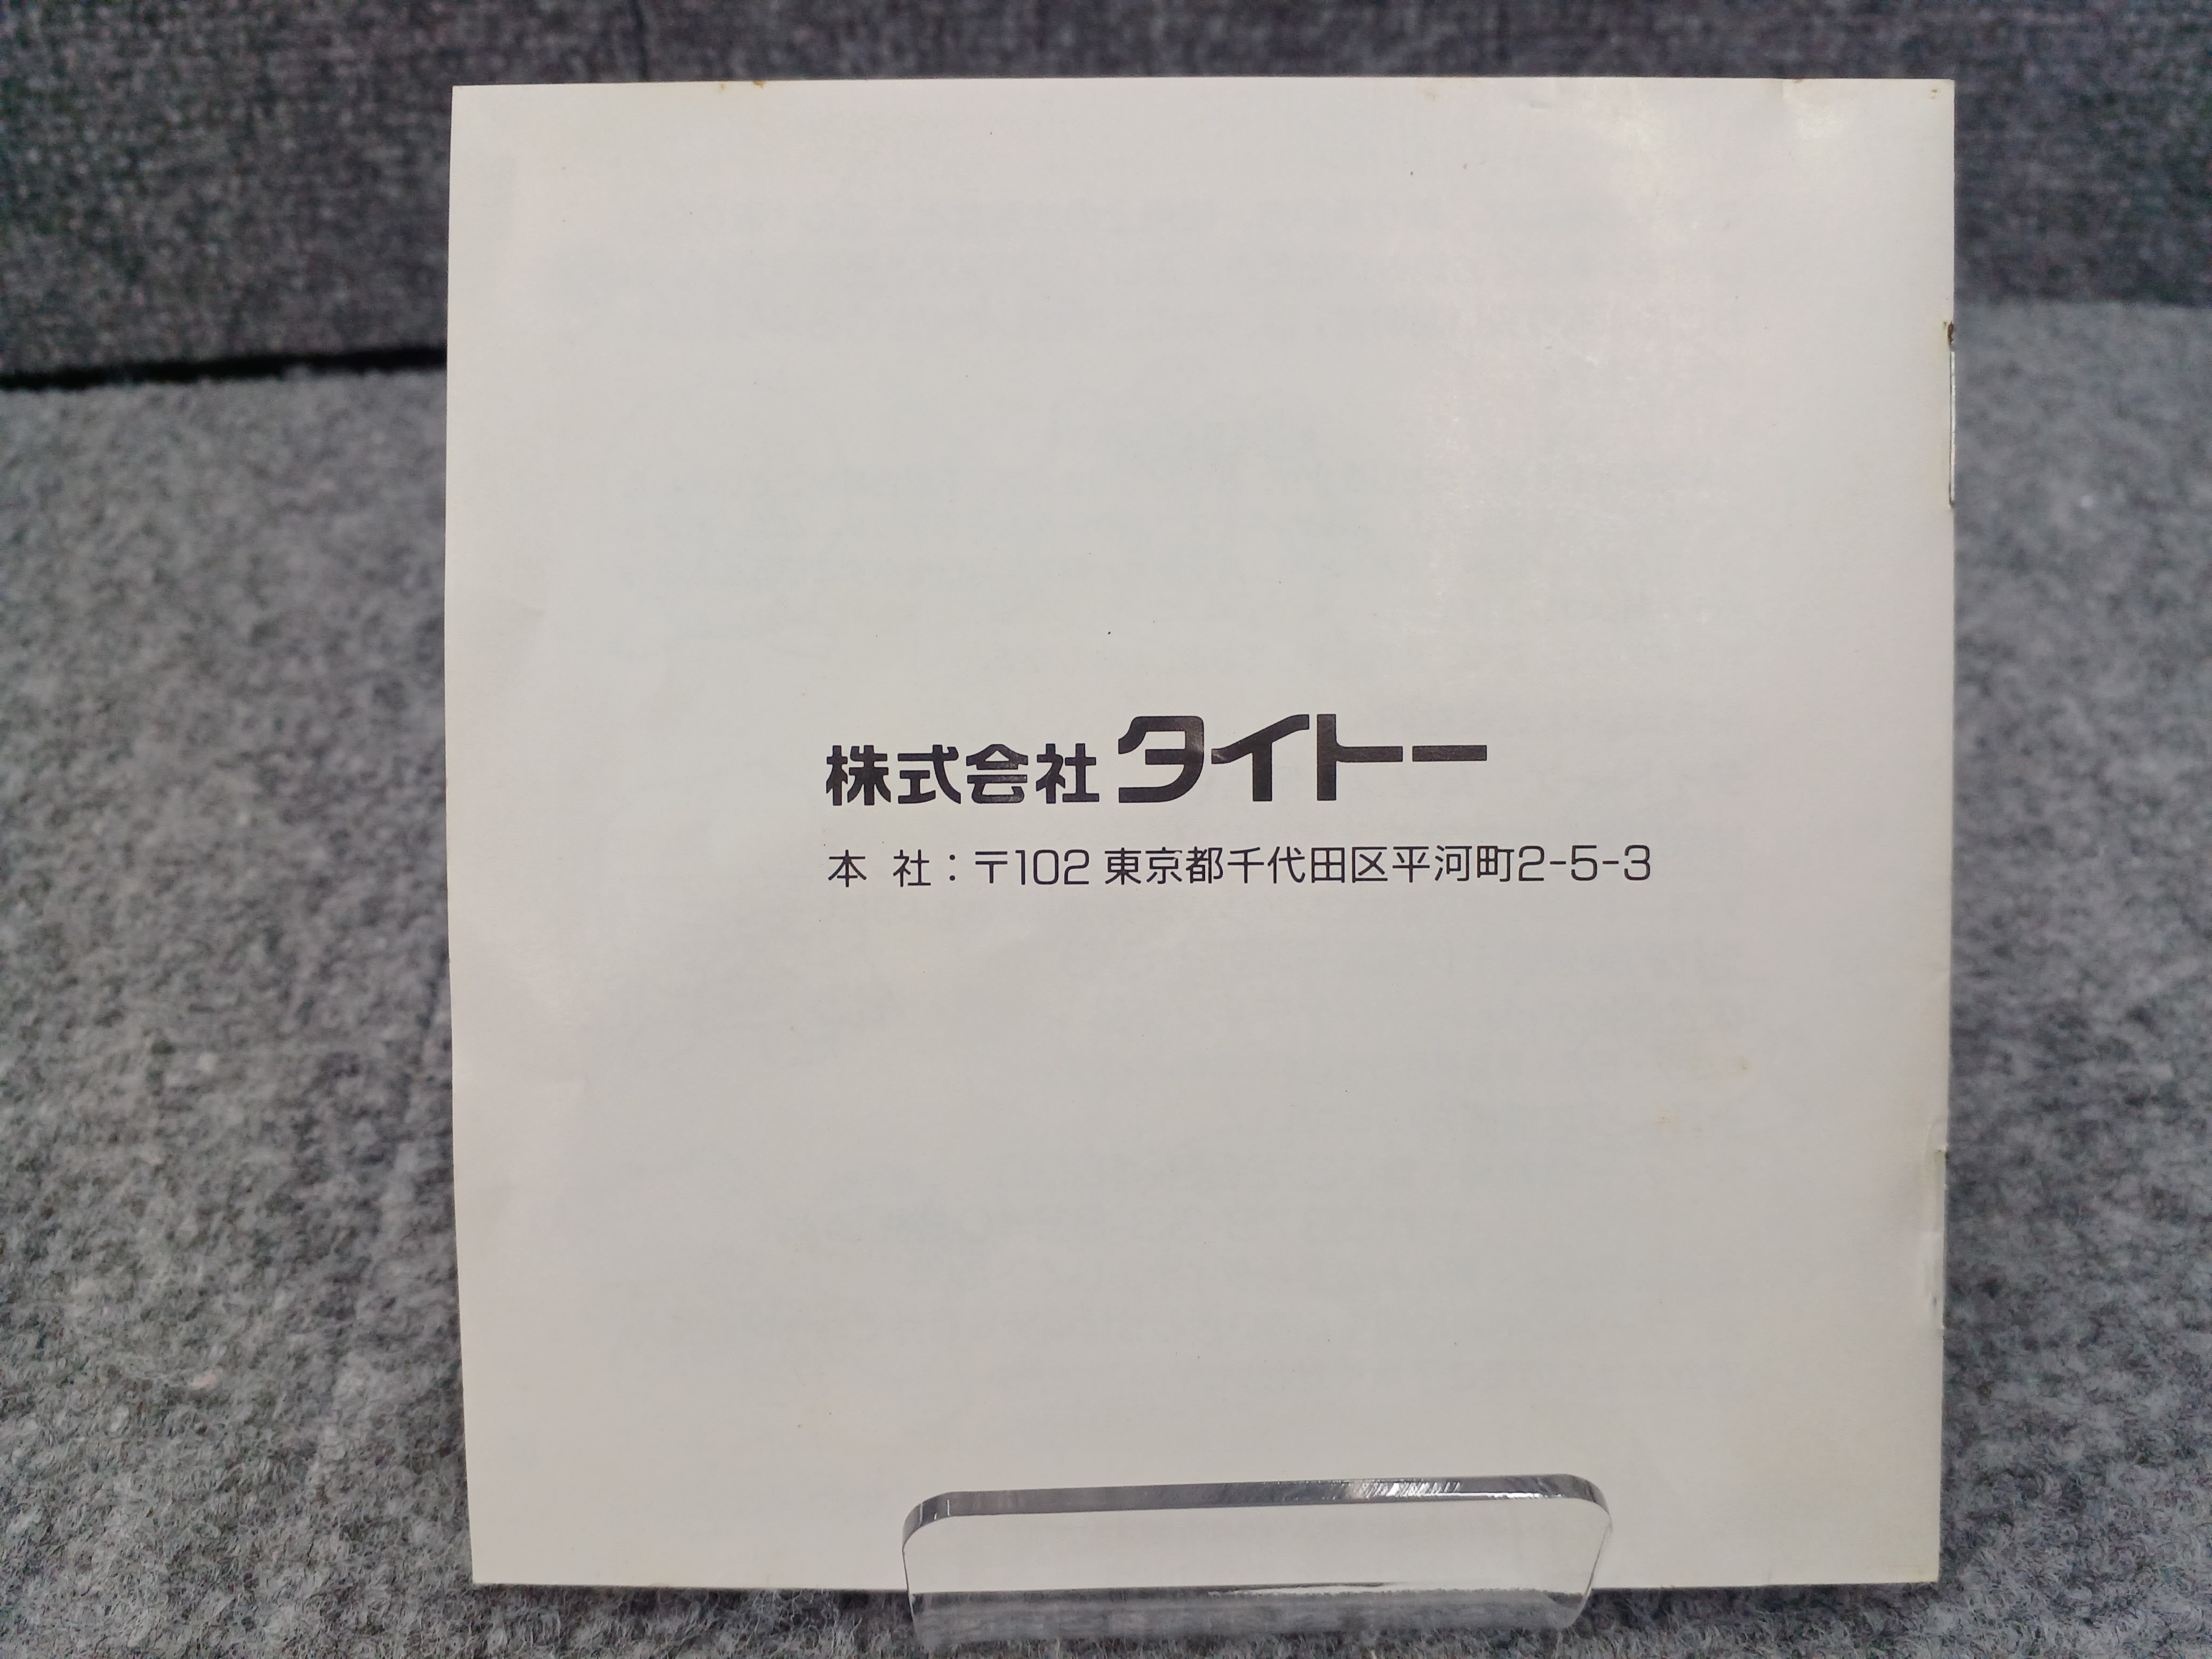 株式会社タイトー
本 社：〒102 東京都千代田区平河町2-5-3